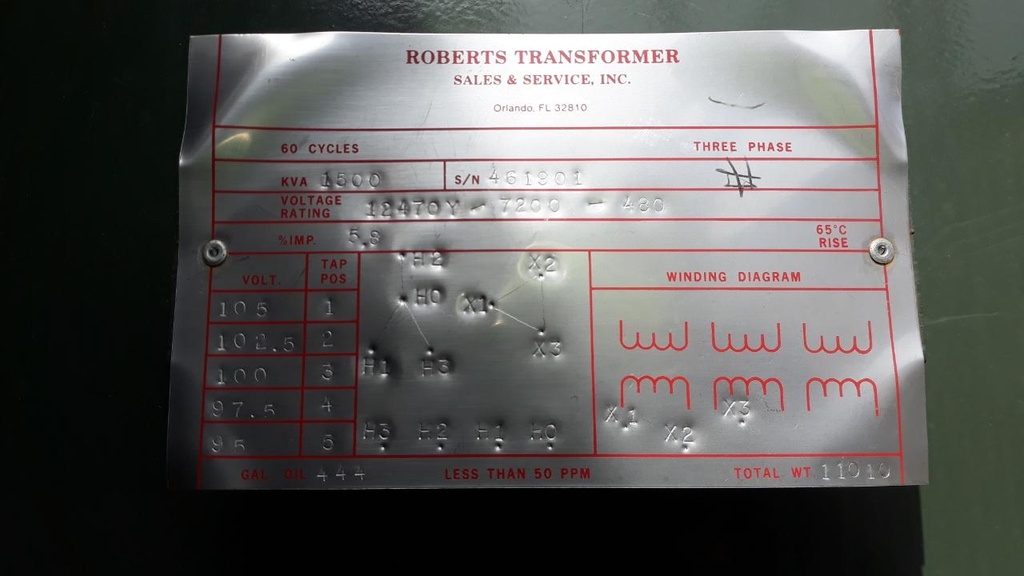 ROBERTS TRANSFORMER
SALES & SERVICE, INC.
Orlando, FL 32810
60 CYCLES THREE PHASE
KVA 1500 S/N 461901
VOLTAGE RATING 12470Y - 7200 - 480
%IMP. 5.8 65°C RISE
VOLT. TAP POS H2 X2 WINDING DIAGRAM
105 1 H0 X1
102.5 2 X3
100 3 H1 H3
97.5 4 X1 X3
95 5 H3 H2 H1 H0 X2
GAL OIL 444 LESS THAN 50 PPM TOTAL WT. 11910